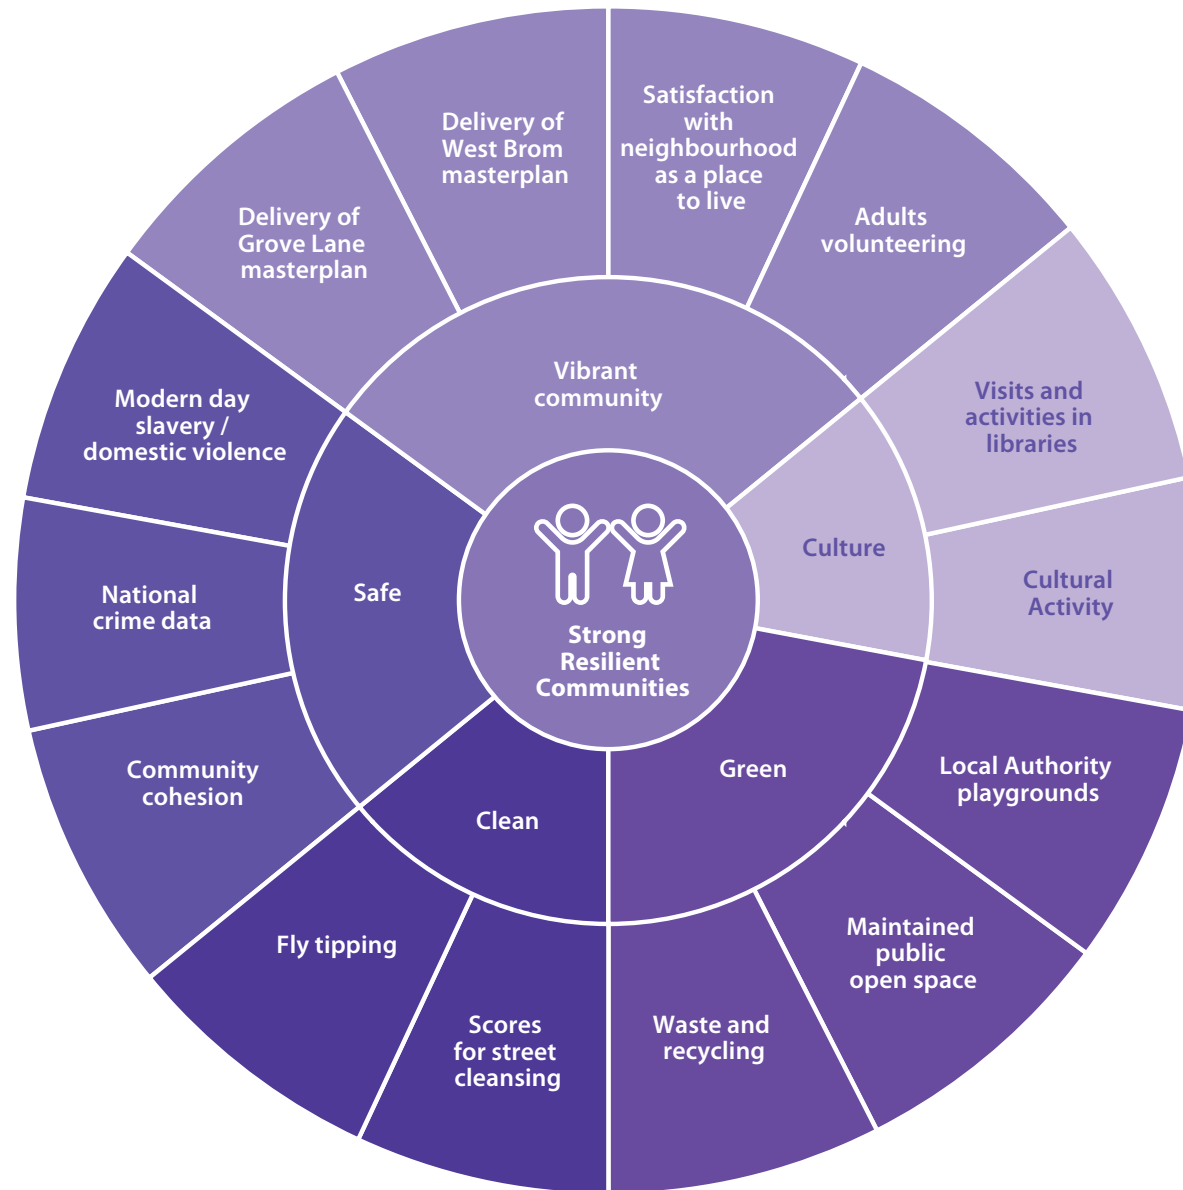 Satisfaction
with
neighbourhood
as a place
to live
Adults
volunteering
Visits and
activities in
libraries
Cultural
Activity
Local Authority
playgrounds
Maintained
public
open space
Waste and
recycling
Scores
for street
cleansing
Fly tipping
Community
cohesion
National
crime data
Modern day
slavery /
domestic violence
Delivery of
Grove Lane
masterplan
Delivery of
West Brom
masterplan
Vibrant
community
Culture
Green
Clean
Safe
Strong
Resilient
Communities